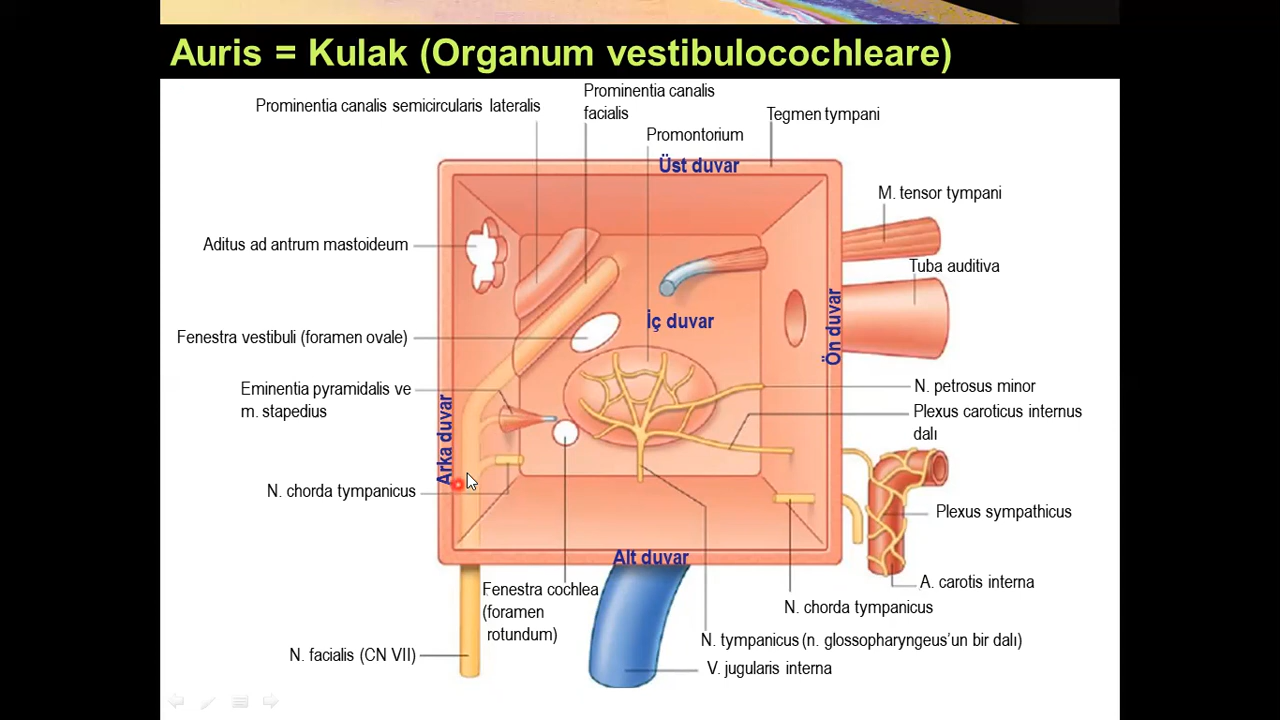 Auris = Kulak (Organum vestibulocochleare)
Prominentia canalis semicircularis lateralis
Prominentia canalis
facialis
Promontorium
Tegmen tympani
Üst duvar
M. tensor tympani
Aditus ad antrum mastoideum
Tuba auditiva
İç duvar
Ön duvar
Fenestra vestibuli (foramen ovale)
Eminentia pyramidalis ve
m. stapedius
N. petrosus minor
Plexus caroticus internus
dalı
Arka duvar
N. chorda tympanicus
Plexus sympathicus
Alt duvar
A. carotis interna
Fenestra cochlea
(foramen
rotundum)
N. chorda tympanicus
N. tympanicus (n. glossopharyngeus'un bir dalı)
N. facialis (CN VII)
V. jugularis interna